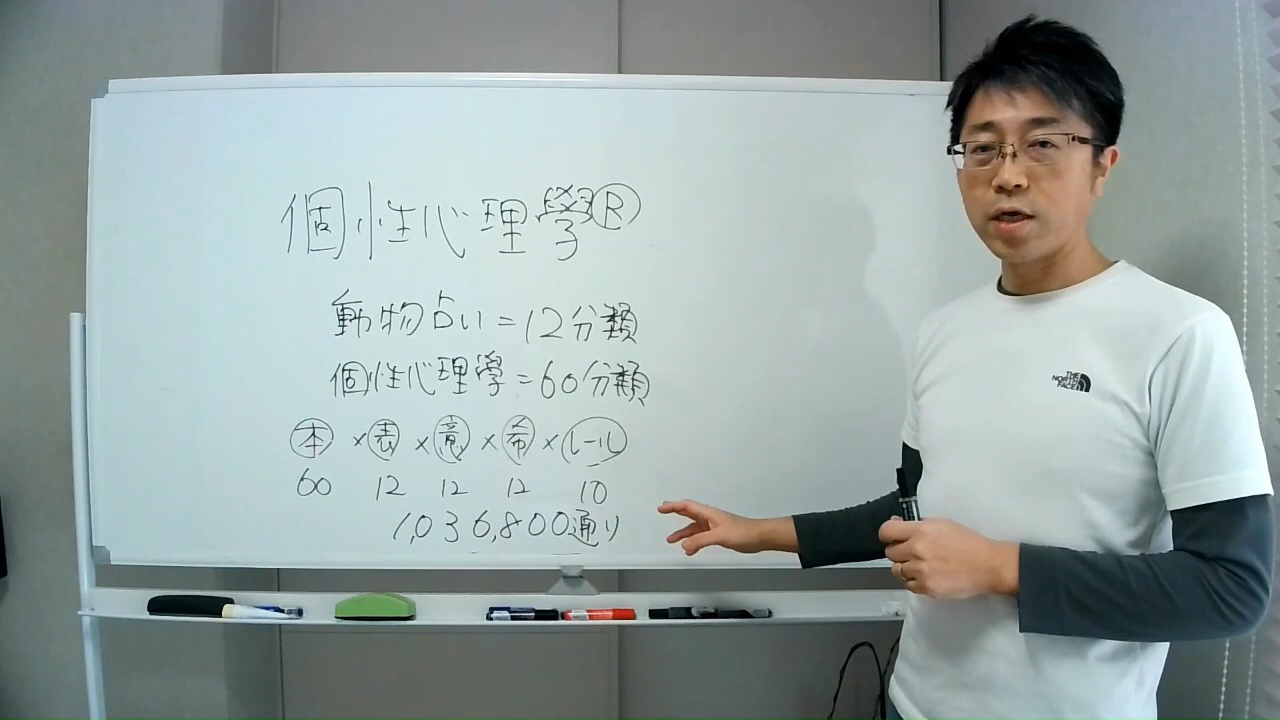 個性心理學®
動物占い=12分類
個性心理學=60分類
本×表×意×希×レール
60 12 12 12 10
1,036,800通り
THE
NORTH
FACE